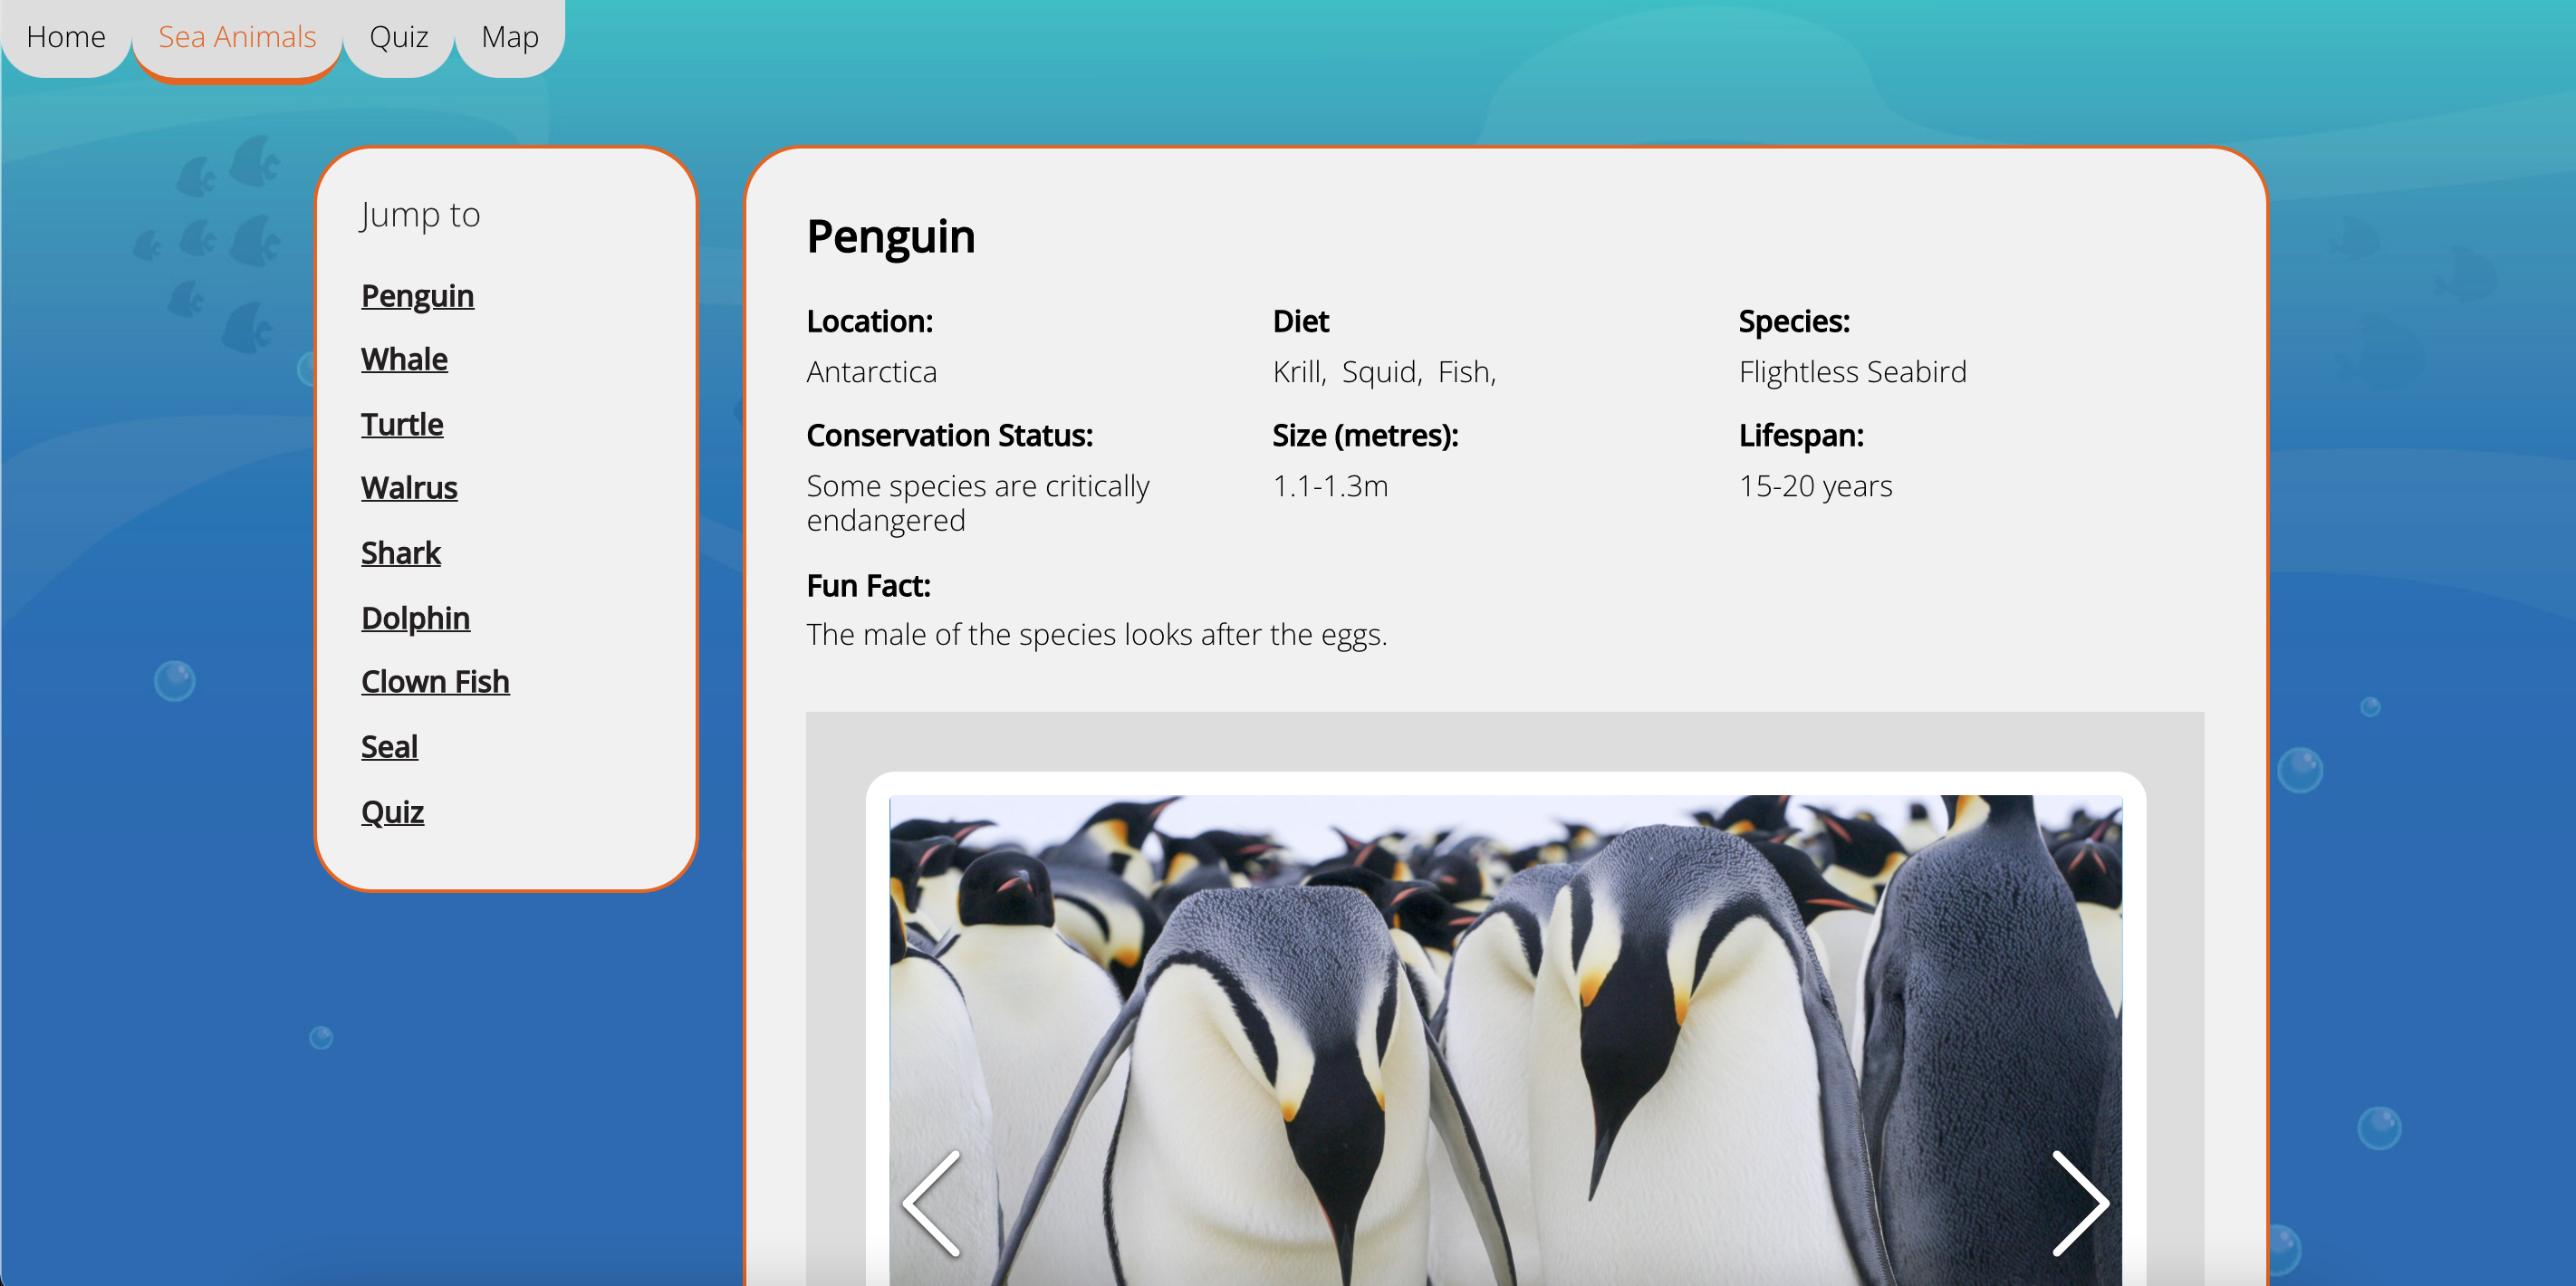 Home Sea Animals Quiz Map
Jump to
Penguin
Whale
Turtle
Walrus
Shark
Dolphin
Clown Fish
Seal
Quiz
Penguin
Location:
Antarctica
Diet
Krill,  Squid,  Fish,
Species:
Flightless Seabird
Conservation Status:
Some species are critically
endangered
Size (metres):
1.1-1.3m
Lifespan:
15-20 years
Fun Fact:
The male of the species looks after the eggs.